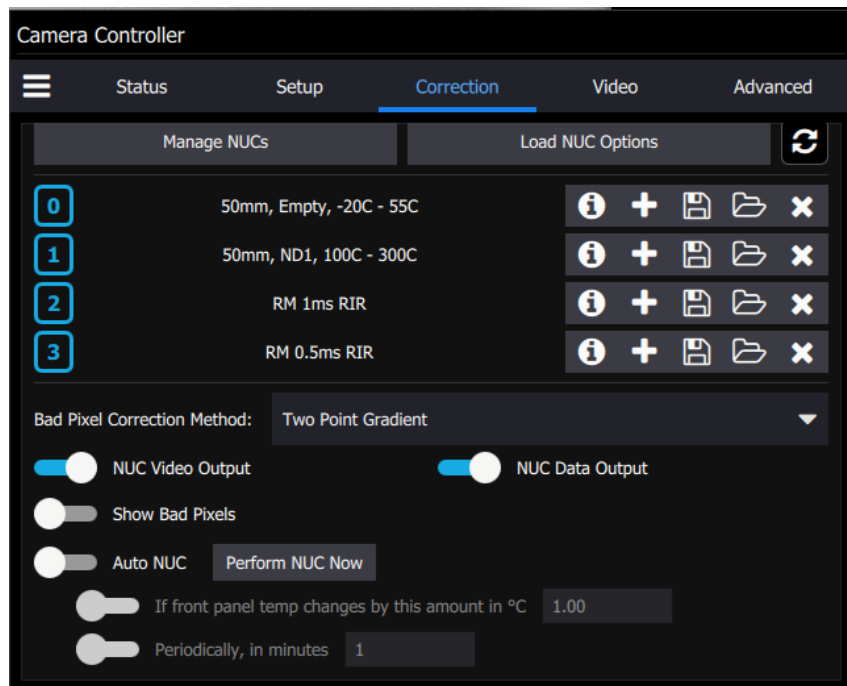 Camera Controller
Status Setup Correction Video Advanced
Manage NUCs Load NUC Options
0 50mm, Empty, -20C - 55C
1 50mm, ND1, 100C - 300C
2 RM 1ms RIR
3 RM 0.5ms RIR
Bad Pixel Correction Method: Two Point Gradient
NUC Video Output NUC Data Output
Show Bad Pixels
Auto NUC Perform NUC Now
If front panel temp changes by this amount in °C 1.00
Periodically, in minutes 1